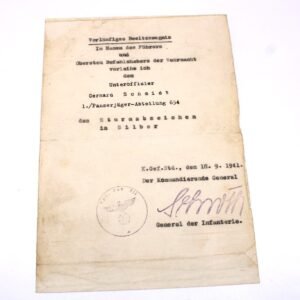 Vorläufiges Besitzzeugnis
Im Namen des Führers
und
Obersten Befehlshabers der Wehrmacht
verleihe ich
dem
Unteroffizier
Gerhard Schmidt
1./Panzerjäger-Abteilung 654
das Sturmabzeichen
in Silber
K.Gef.Std., den 18. 9. 1941.
Der Kommandierende General
General der Infanterie.